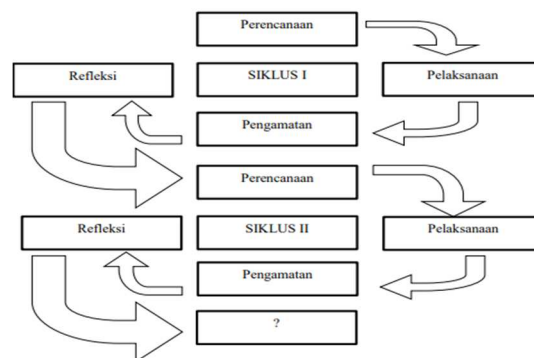 Perencanaan
Refleksi
SIKLUS I
Pelaksanaan
Pengamatan
Perencanaan
Refleksi
SIKLUS II
Pelaksanaan
Pengamatan
?